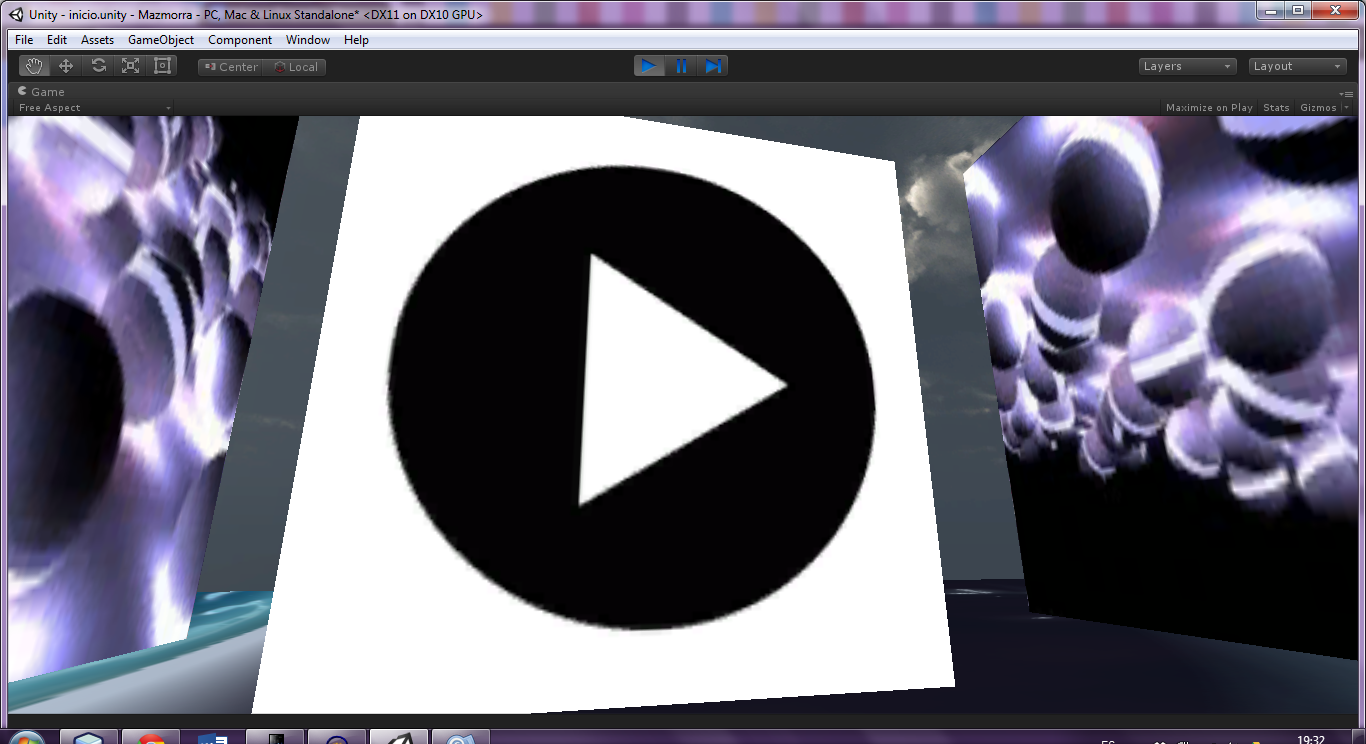 Unity - inicio.unity - Mazmorra - PC, Mac & Linux Standalone* <DX11 on DX10 GPU>
File Edit Assets GameObject Component Window Help
Center Local Layers Layout
Game
Free Aspect Maximize on Play Stats Gizmos
ES 19:32